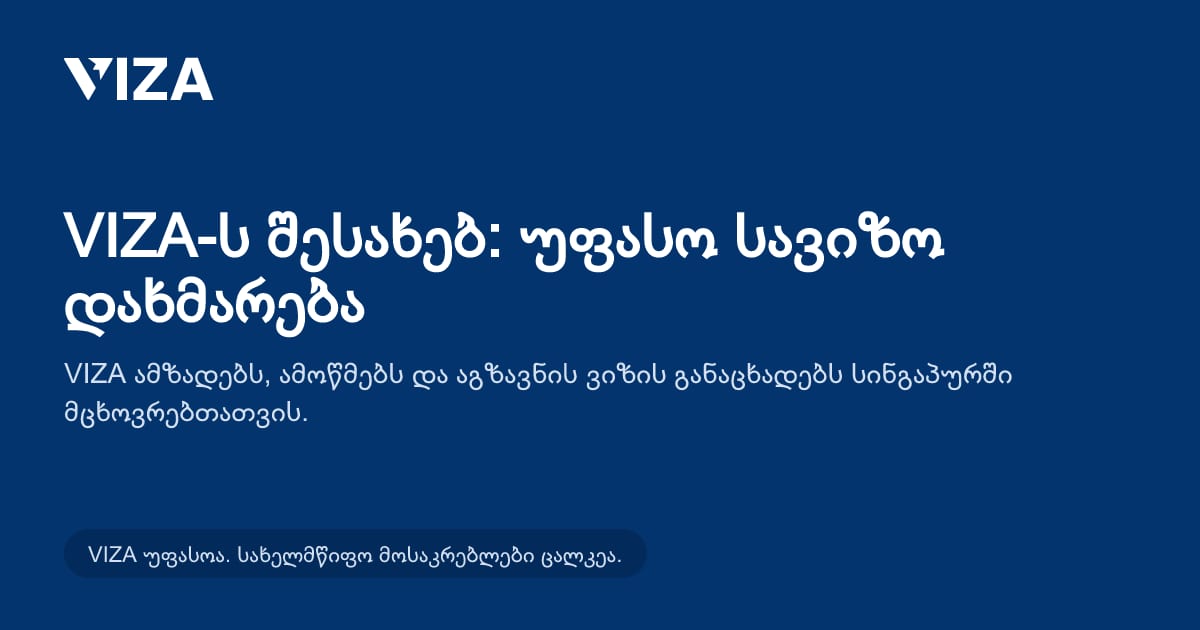 VIZA
VIZA-ს შესახებ: უფასო სავიზო
დახმარება
VIZA ამზადებს, ამოწმებს და აგზავნის ვიზის განაცხადებს სინგაპურში
მცხოვრებთათვის.
VIZA უფასოა. სახელმწიფო მოსაკრებლები ცალკეა.